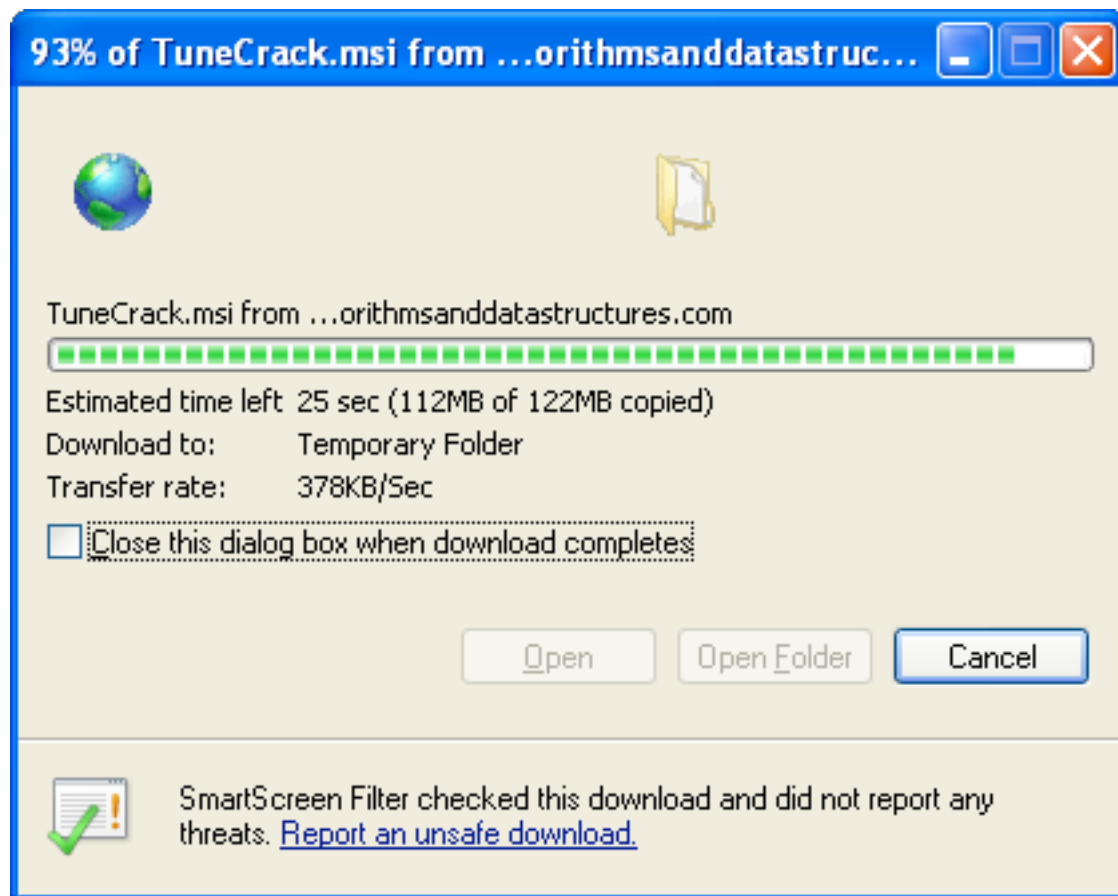 93% of TuneCrack.msi from ...orithmsanddatastruc...
TuneCrack.msi from ...orithmsanddatastructures.com
Estimated time left 25 sec (112MB of 122MB copied)
Download to: Temporary Folder
Transfer rate: 378KB/Sec
Close this dialog box when download completes
Open Open Folder Cancel
SmartScreen Filter checked this download and did not report any
threats. Report an unsafe download.